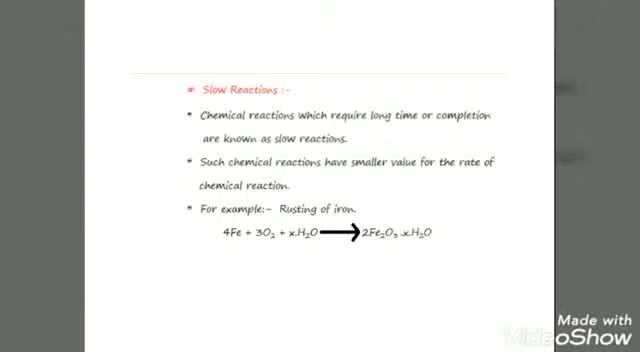 * Slow Reactions :-
* Chemical reactions which require long time or completion
are known as slow reactions.
* Such chemical reactions have smaller value for the rate of
chemical reaction.
* For example:- Rusting of iron.
4Fe + 3O₂ + x.H₂O ⟶ 2Fe₂O₃ .x.H₂O
Made with
VideoShow